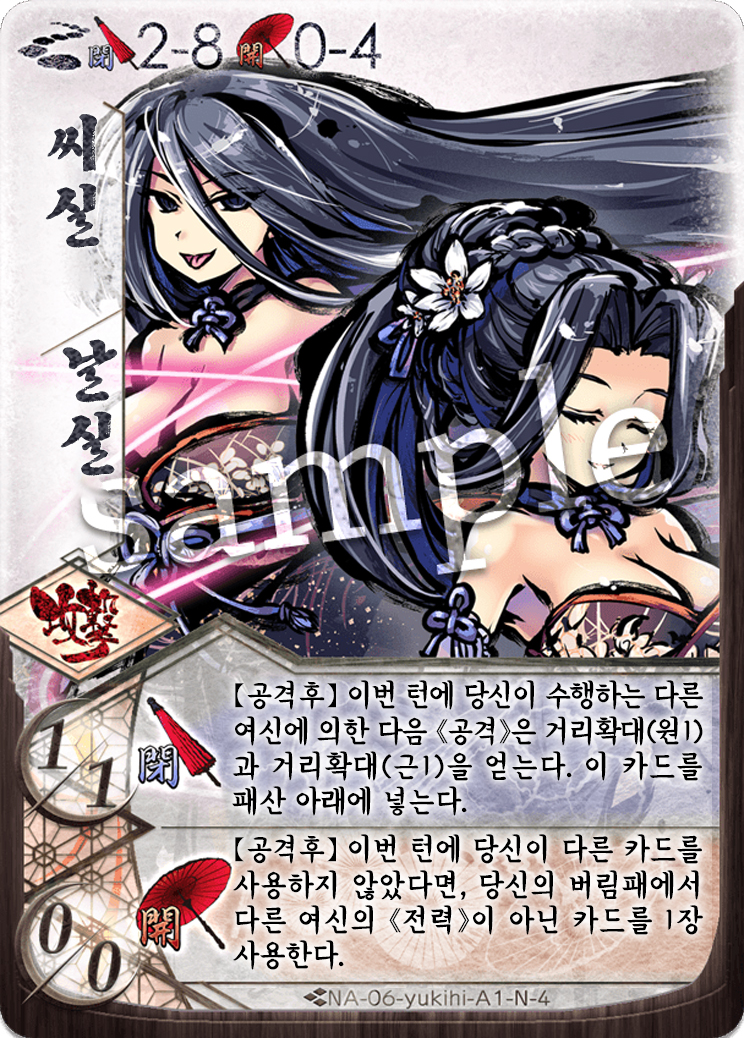 閉 2-8 開 0-4
씨실
날실
sample
攻撃
1/1
閉
【공격후】 이번 턴에 당신이 수행하는 다른
여신에 의한 다음 《공격》은 거리확대(원1)
과 거리확대(근1)을 얻는다. 이 카드를
패산 아래에 넣는다.
0/0
開
【공격후】 이번 턴에 당신이 다른 카드를
사용하지 않았다면, 당신의 버림패에서
다른 여신의 《전력》이 아닌 카드를 1장
사용한다.
NA-06-yukihi-A1-N-4